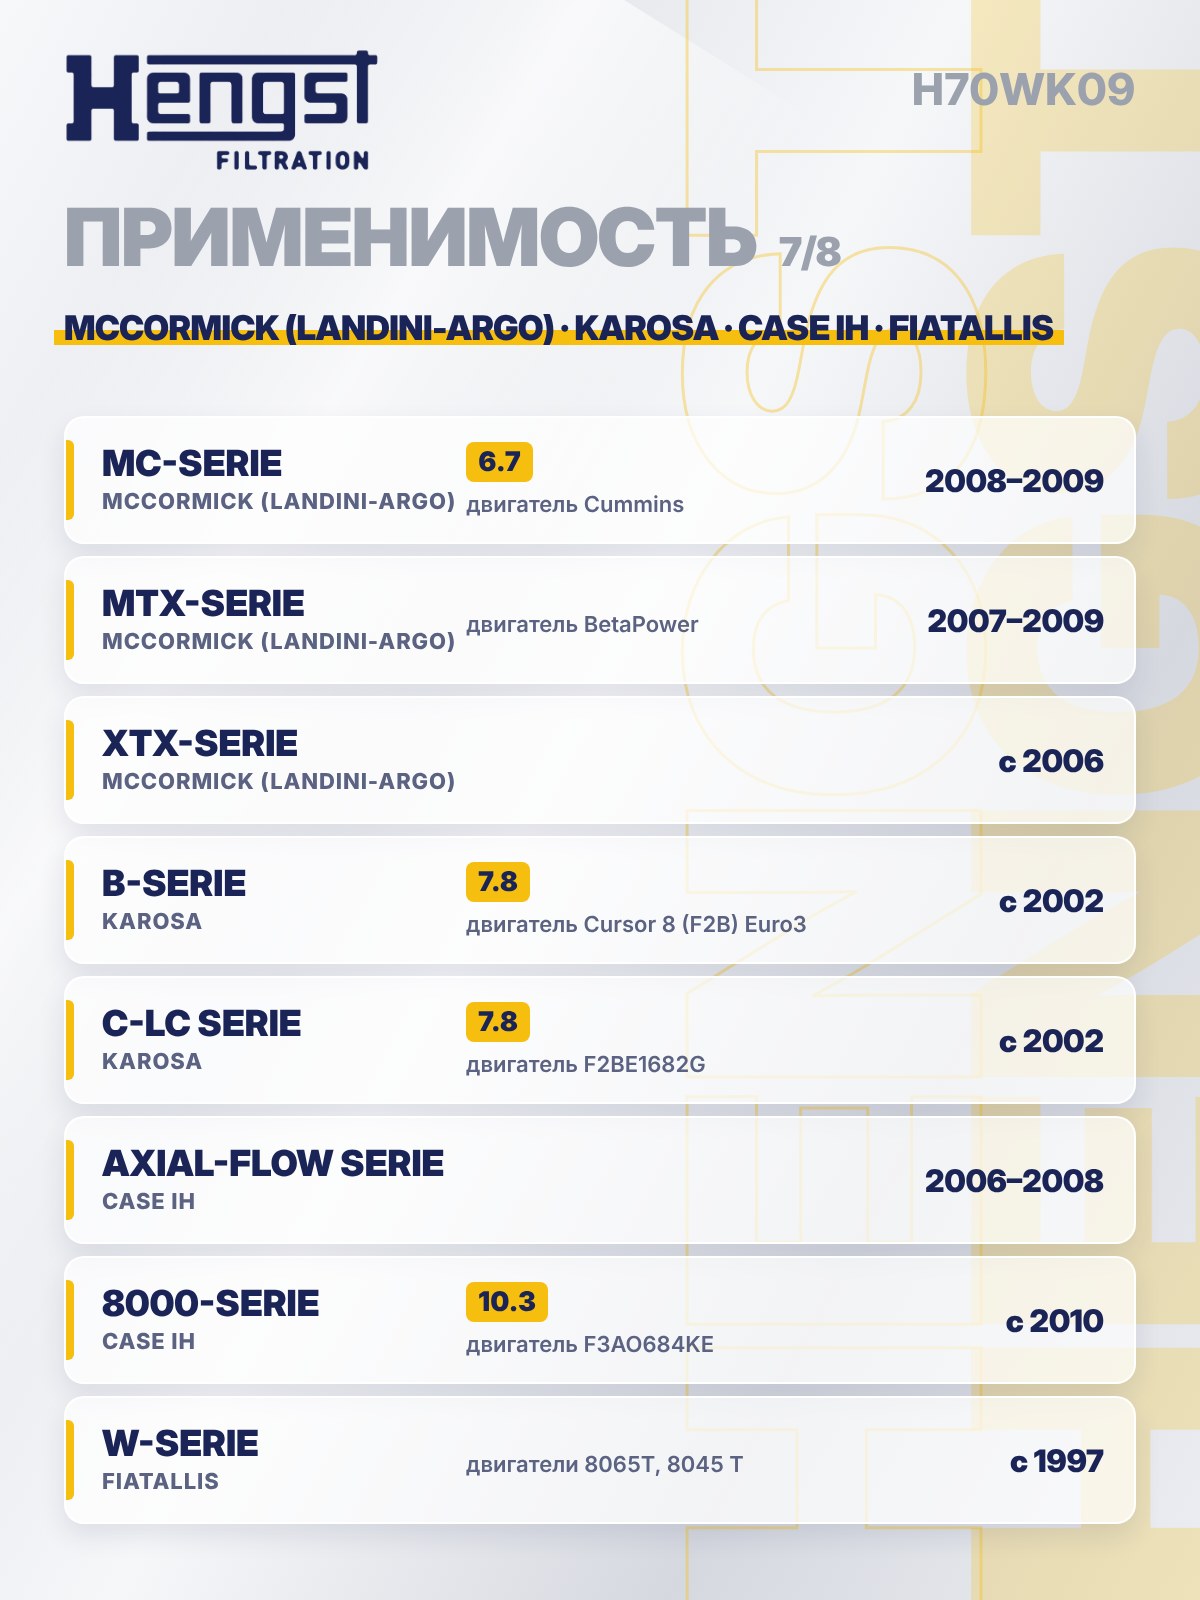 Hengst
FILTRATION
H70WK09
ПРИМЕНИМОСТЬ 7/8
MCCORMICK (LANDINI-ARGO) · KAROSA · CASE IH · FIATALLIS
MC-SERIE
MCCORMICK (LANDINI-ARGO)
6.7
двигатель Cummins
2008–2009
MTX-SERIE
MCCORMICK (LANDINI-ARGO)
двигатель BetaPower
2007–2009
XTX-SERIE
MCCORMICK (LANDINI-ARGO)
с 2006
B-SERIE
KAROSA
7.8
двигатель Cursor 8 (F2B) Euro3
с 2002
C-LC SERIE
KAROSA
7.8
двигатель F2BE1682G
с 2002
AXIAL-FLOW SERIE
CASE IH
2006–2008
8000-SERIE
CASE IH
10.3
двигатель F3AO684KE
с 2010
W-SERIE
FIATALLIS
двигатели 8065T, 8045 T
с 1997
HENGST